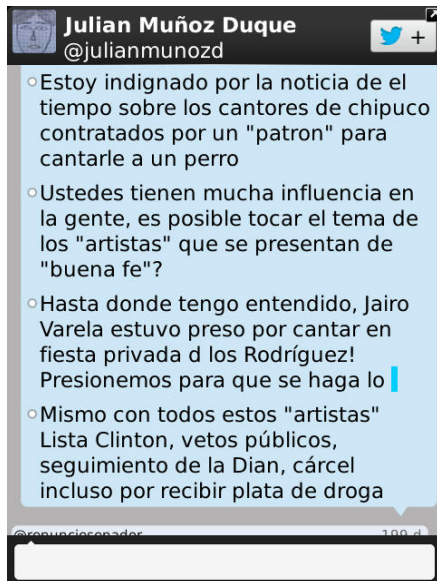 Julian Muñoz Duque
@julianmunozd
+
Estoy indignado por la noticia de el
tiempo sobre los cantores de chipuco
contratados por un "patron" para
cantarle a un perro
Ustedes tienen mucha influencia en
la gente, es posible tocar el tema de
los "artistas" que se presentan de
"buena fe"?
Hasta donde tengo entendido, Jairo
Varela estuvo preso por cantar en
fiesta privada d los Rodríguez!
Presionemos para que se haga lo
Mismo con todos estos "artistas"
Lista Clinton, vetos públicos,
seguimiento de la Dian, cárcel
incluso por recibir plata de droga
@renunciosenador 199 d